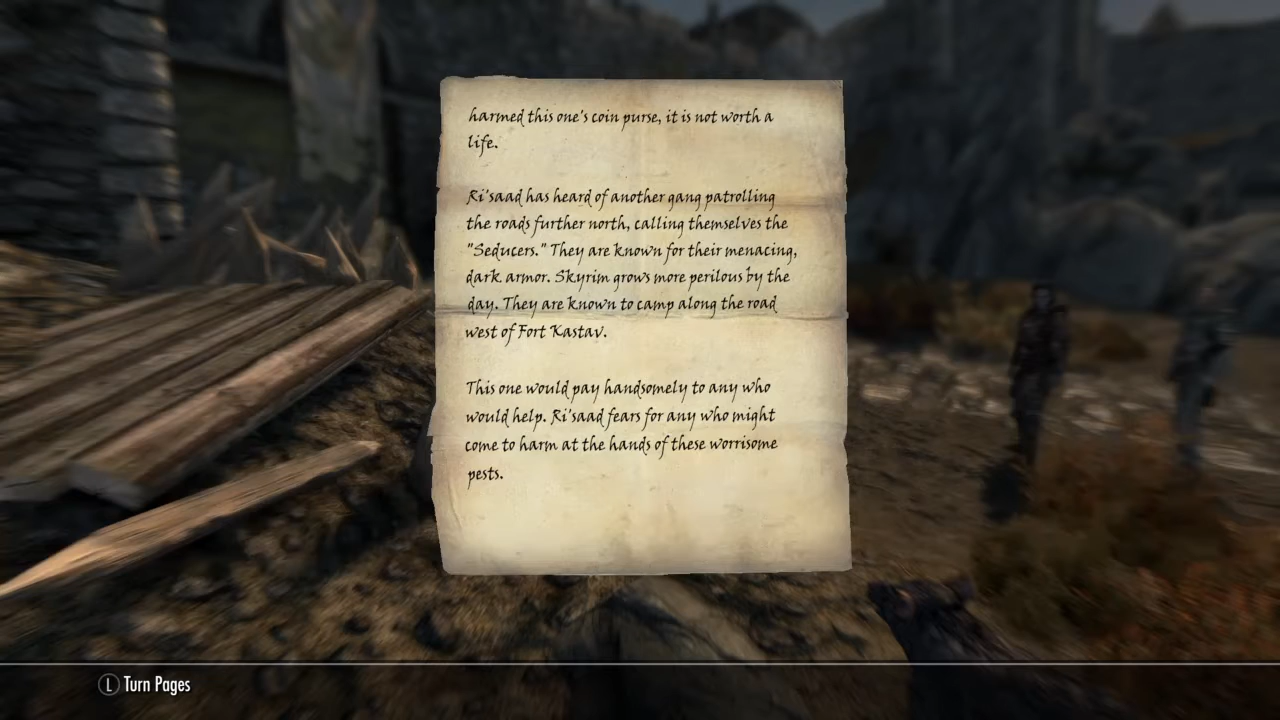 harmed this one's coin purse, it is not worth a
life.
Ri'saad has heard of another gang patrolling
the roads further north, calling themselves the
"Seducers." They are known for their menacing,
dark armor. Skyrim grows more perilous by the
day. They are known to camp along the road
west of Fort Kastav.
This one would pay handsomely to any who
would help. Ri'saad fears for any who might
come to harm at the hands of these worrisome
pests.
L Turn Pages